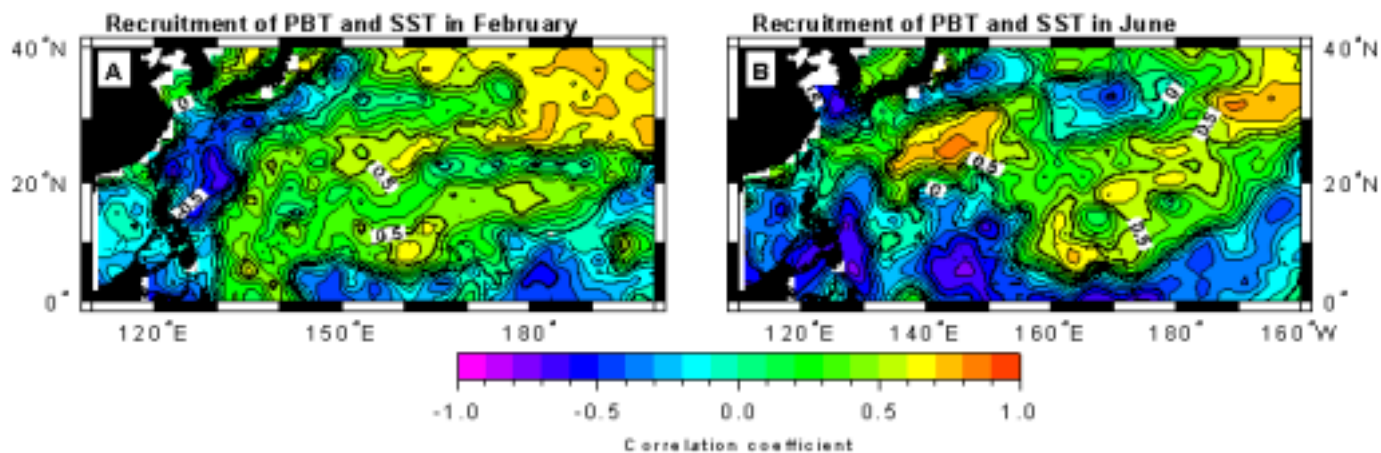 Recruitment of PBT and SST in February
Recruitment of PBT and SST in June
40°N
A
B
40°N
0
0
0
0.5
20°N
0.5
0.5
0
20°N
-0.5
0.5
0.5
0°
0°
120°E
150°E
180°
120°E
140°E
160°E
180°
160°W
-1.0
-0.5
0.0
0.5
1.0
Correlation coefficient